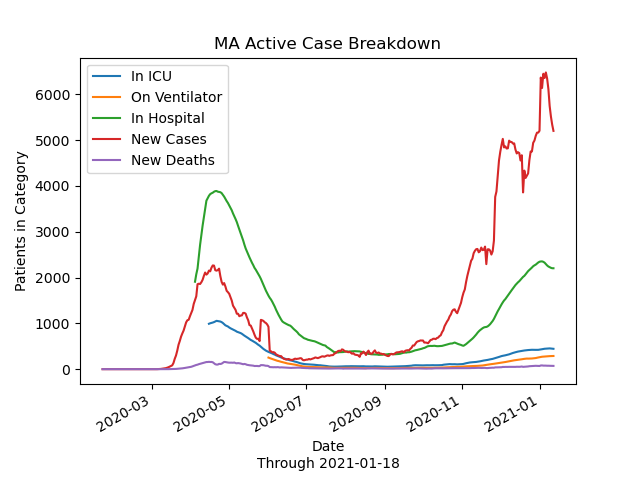 MA Active Case Breakdown
In ICU
On Ventilator
In Hospital
New Cases
New Deaths
Patients in Category
6000
5000
4000
3000
2000
1000
0
2020-03
2020-05
2020-07
2020-09
2020-11
2021-01
Date
Through 2021-01-18